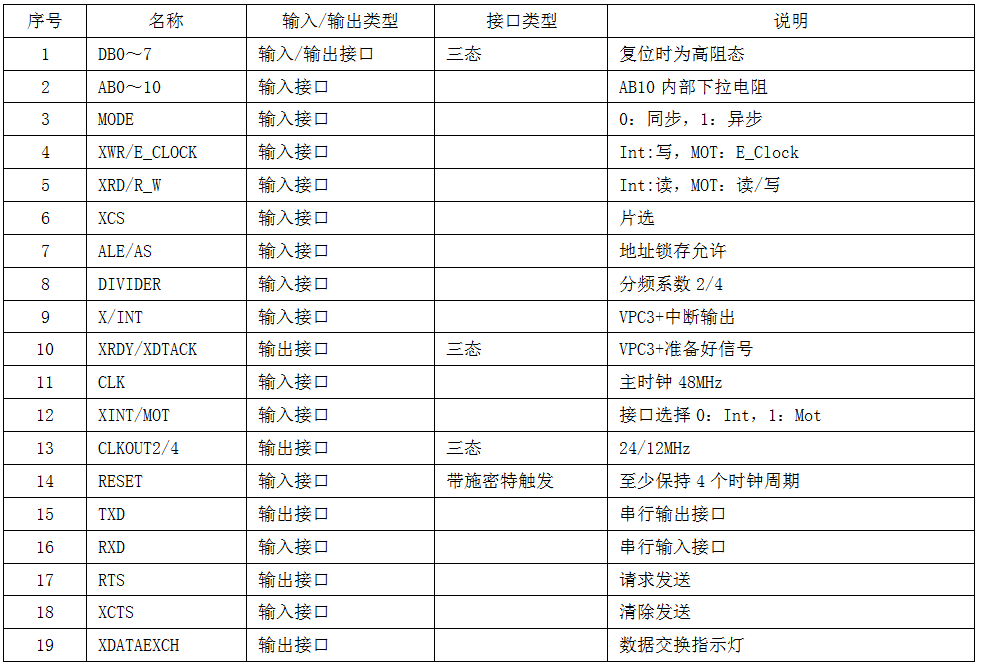 序号 名称 输入/输出类型 接口类型 说明
1 DB0～7 输入/输出接口 三态 复位时为高阻态
2 AB0～10 输入接口 AB10内部下拉电阻
3 MODE 输入接口 0：同步，1：异步
4 XWR/E_CLOCK 输入接口 Int:写，MOT：E_Clock
5 XRD/R_W 输入接口 Int:读，MOT：读/写
6 XCS 输入接口 片选
7 ALE/AS 输入接口 地址锁存允许
8 DIVIDER 输入接口 分频系数2/4
9 X/INT 输入接口 VPC3+中断输出
10 XRDY/XDTACK 输出接口 三态 VPC3+准备好信号
11 CLK 输入接口 主时钟48MHz
12 XINT/MOT 输入接口 接口选择0：Int，1：Mot
13 CLKOUT2/4 输出接口 三态 24/12MHz
14 RESET 输入接口 带施密特触发 至少保持4个时钟周期
15 TXD 输出接口 串行输出接口
16 RXD 输入接口 串行输入接口
17 RTS 输出接口 请求发送
18 XCTS 输入接口 清除发送
19 XDATAEXCH 输出接口 数据交换指示灯